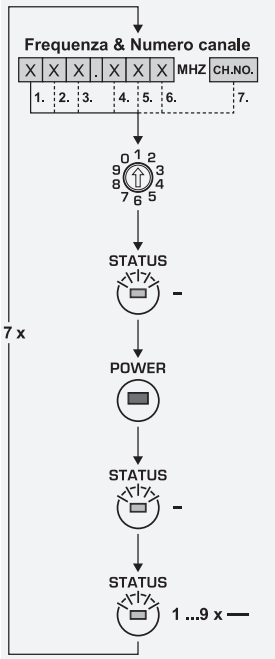 Frequenza & Numero canale
X X X . X X X MHZ CH.NO.
1. 2. 3. 4. 5. 6. 7.
0 1 2
9 3
8 4
7 6 5
STATUS
–
7 x
POWER
STATUS
–
STATUS
1 ...9 x —